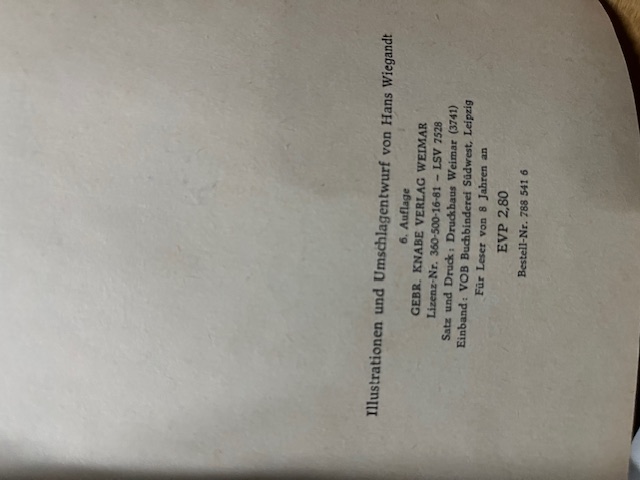 Illustrationen und Umschlagentwurf von Hans Wiegandt
6. Auflage
GEBR. KNABE VERLAG WEIMAR
Lizenz-Nr. 360-500-16-81 – LSV 7528
Satz und Druck: Druckhaus Weimar (3741)
Einband: VOB Buchbinderei Südwest, Leipzig
Für Leser von 8 Jahren an
EVP 2,80
Bestell-Nr. 788 541 6